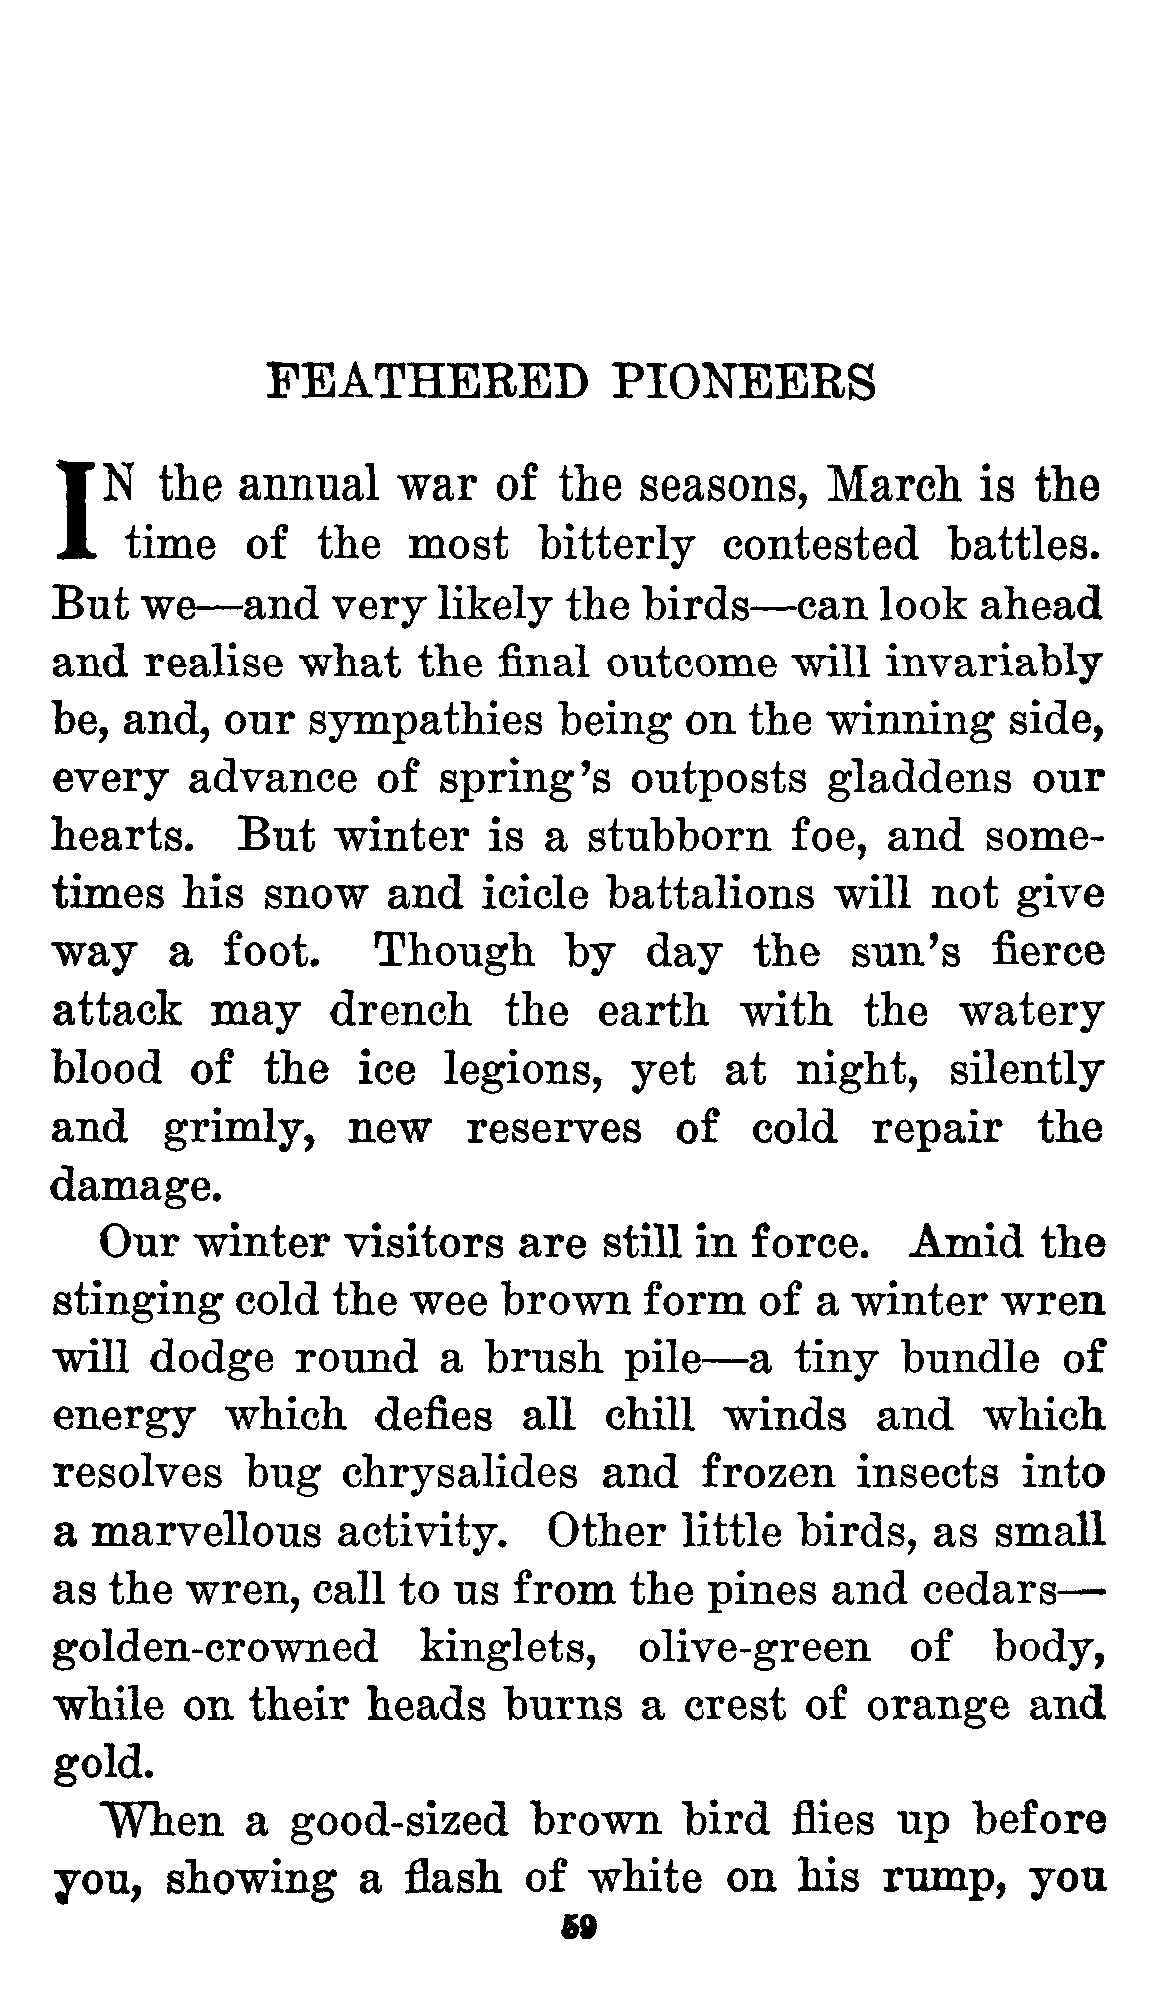 FEATHERED PIONEERS
IN the annual war of the seasons, March is the
time of the most bitterly contested battles.
But we—and very likely the birds—can look ahead
and realise what the final outcome will invariably
be, and, our sympathies being on the winning side,
every advance of spring's outposts gladdens our
hearts. But winter is a stubborn foe, and some-
times his snow and icicle battalions will not give
way a foot. Though by day the sun's fierce
attack may drench the earth with the watery
blood of the ice legions, yet at night, silently
and grimly, new reserves of cold repair the
damage.
Our winter visitors are still in force. Amid the
stinging cold the wee brown form of a winter wren
will dodge round a brush pile—a tiny bundle of
energy which defies all chill winds and which
resolves bug chrysalides and frozen insects into
a marvellous activity. Other little birds, as small
as the wren, call to us from the pines and cedars—
golden-crowned kinglets, olive-green of body,
while on their heads burns a crest of orange and
gold.
When a good-sized brown bird flies up before
you, showing a flash of white on his rump, you
59